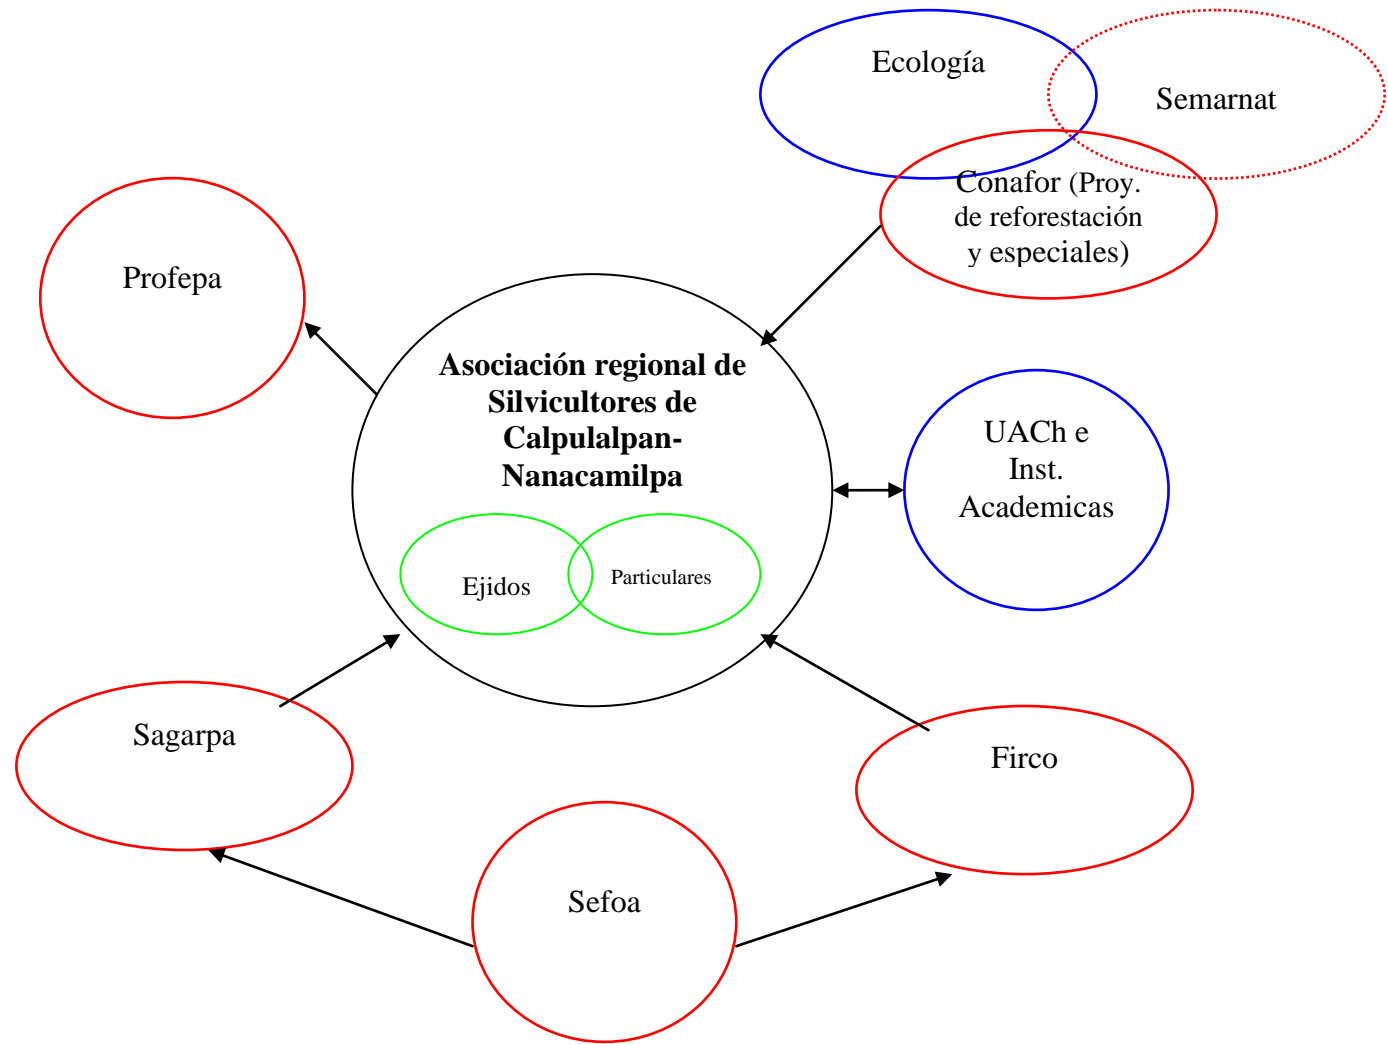 Ecología
Semarnat
Conafor (Proy.
de reforestación
y especiales)
Profepa
Asociación regional de
Silvicultores de
Calpulalpan-
Nanacamilpa
UACh e
Inst.
Academicas
Ejidos
Particulares
Sagarpa
Firco
Sefoa